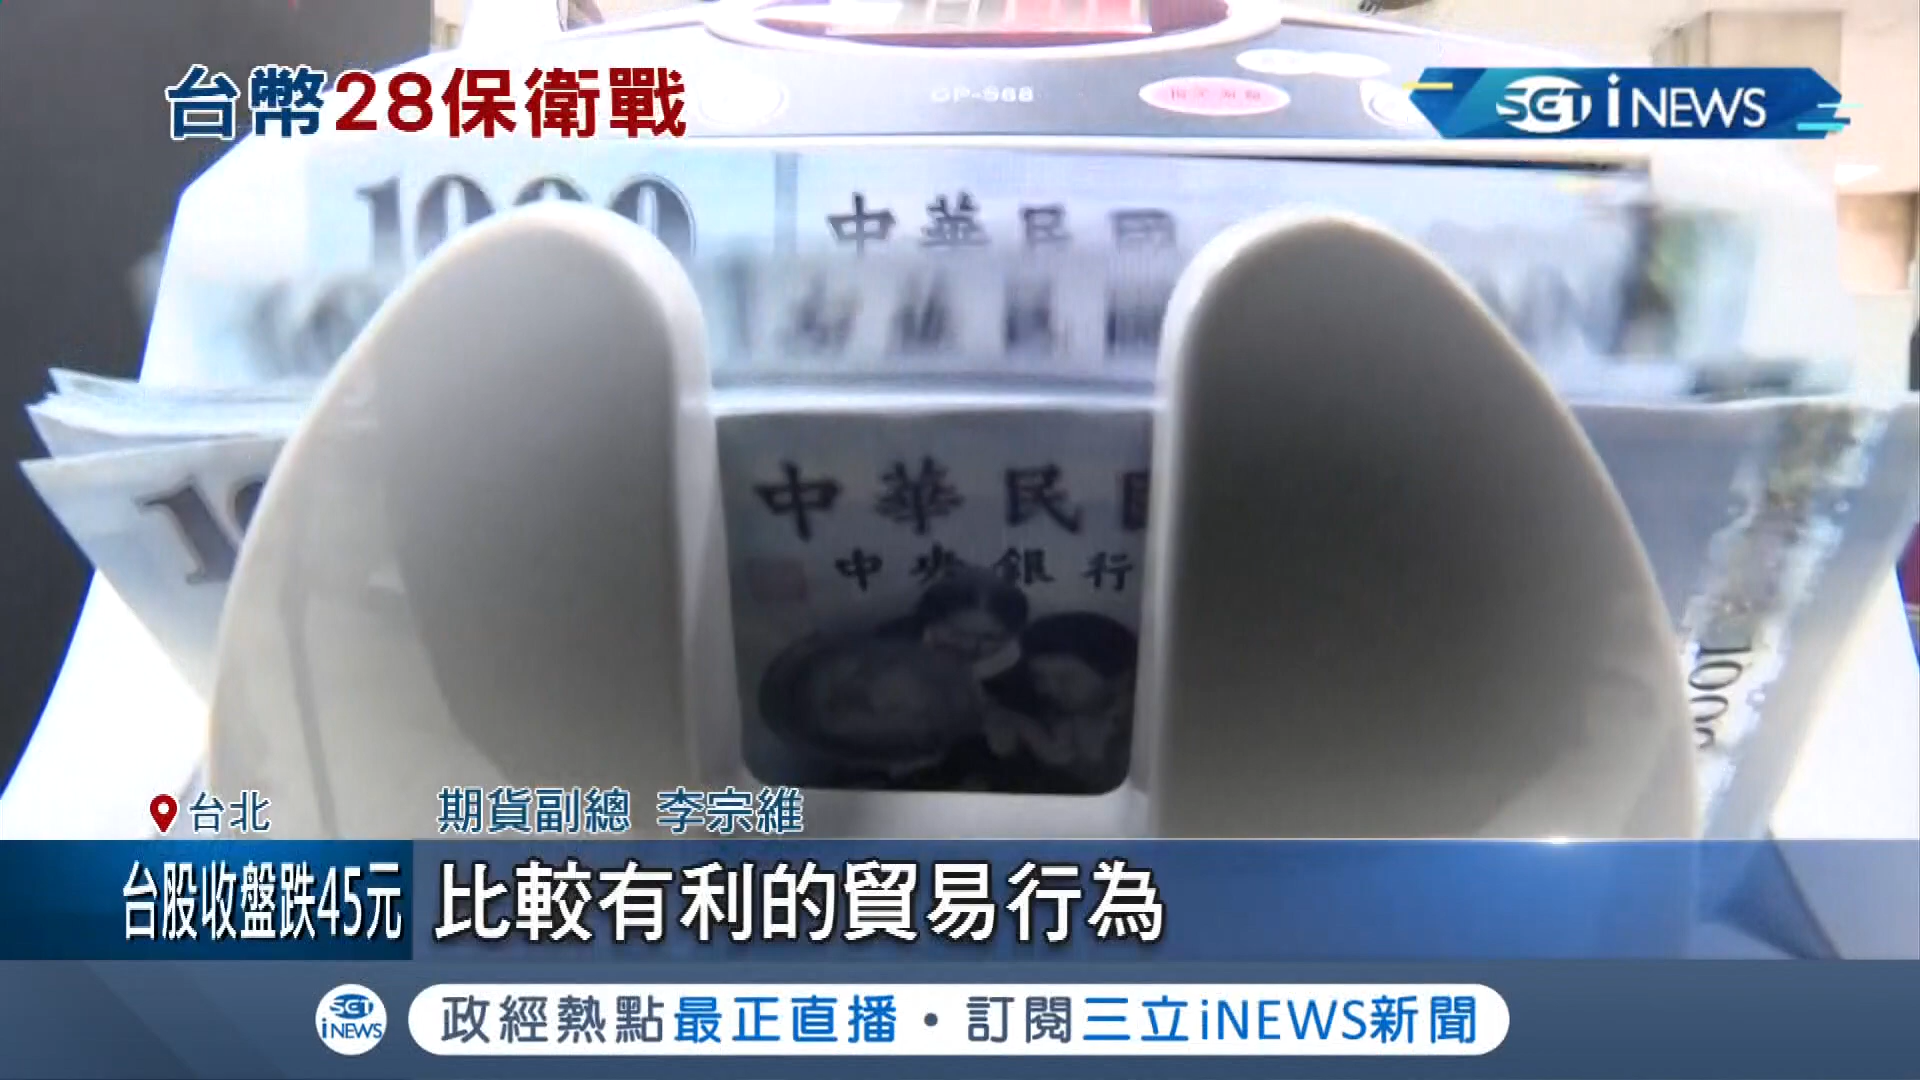 台幣28保衛戰
SET iNEWS
DP-988
1000
中華民國
中華民
中央銀行
1000
台北
期貨副總 李宗維
台股收盤跌45元
比較有利的貿易行為
SET iNEWS
政經熱點最正直播・訂閱三立iNEWS新聞